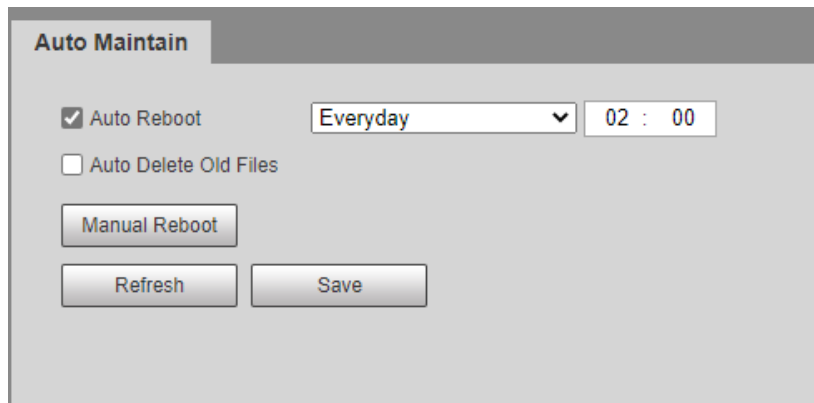 Auto Maintain
Auto Reboot Everyday 02 : 00
Auto Delete Old Files
Manual Reboot
Refresh Save